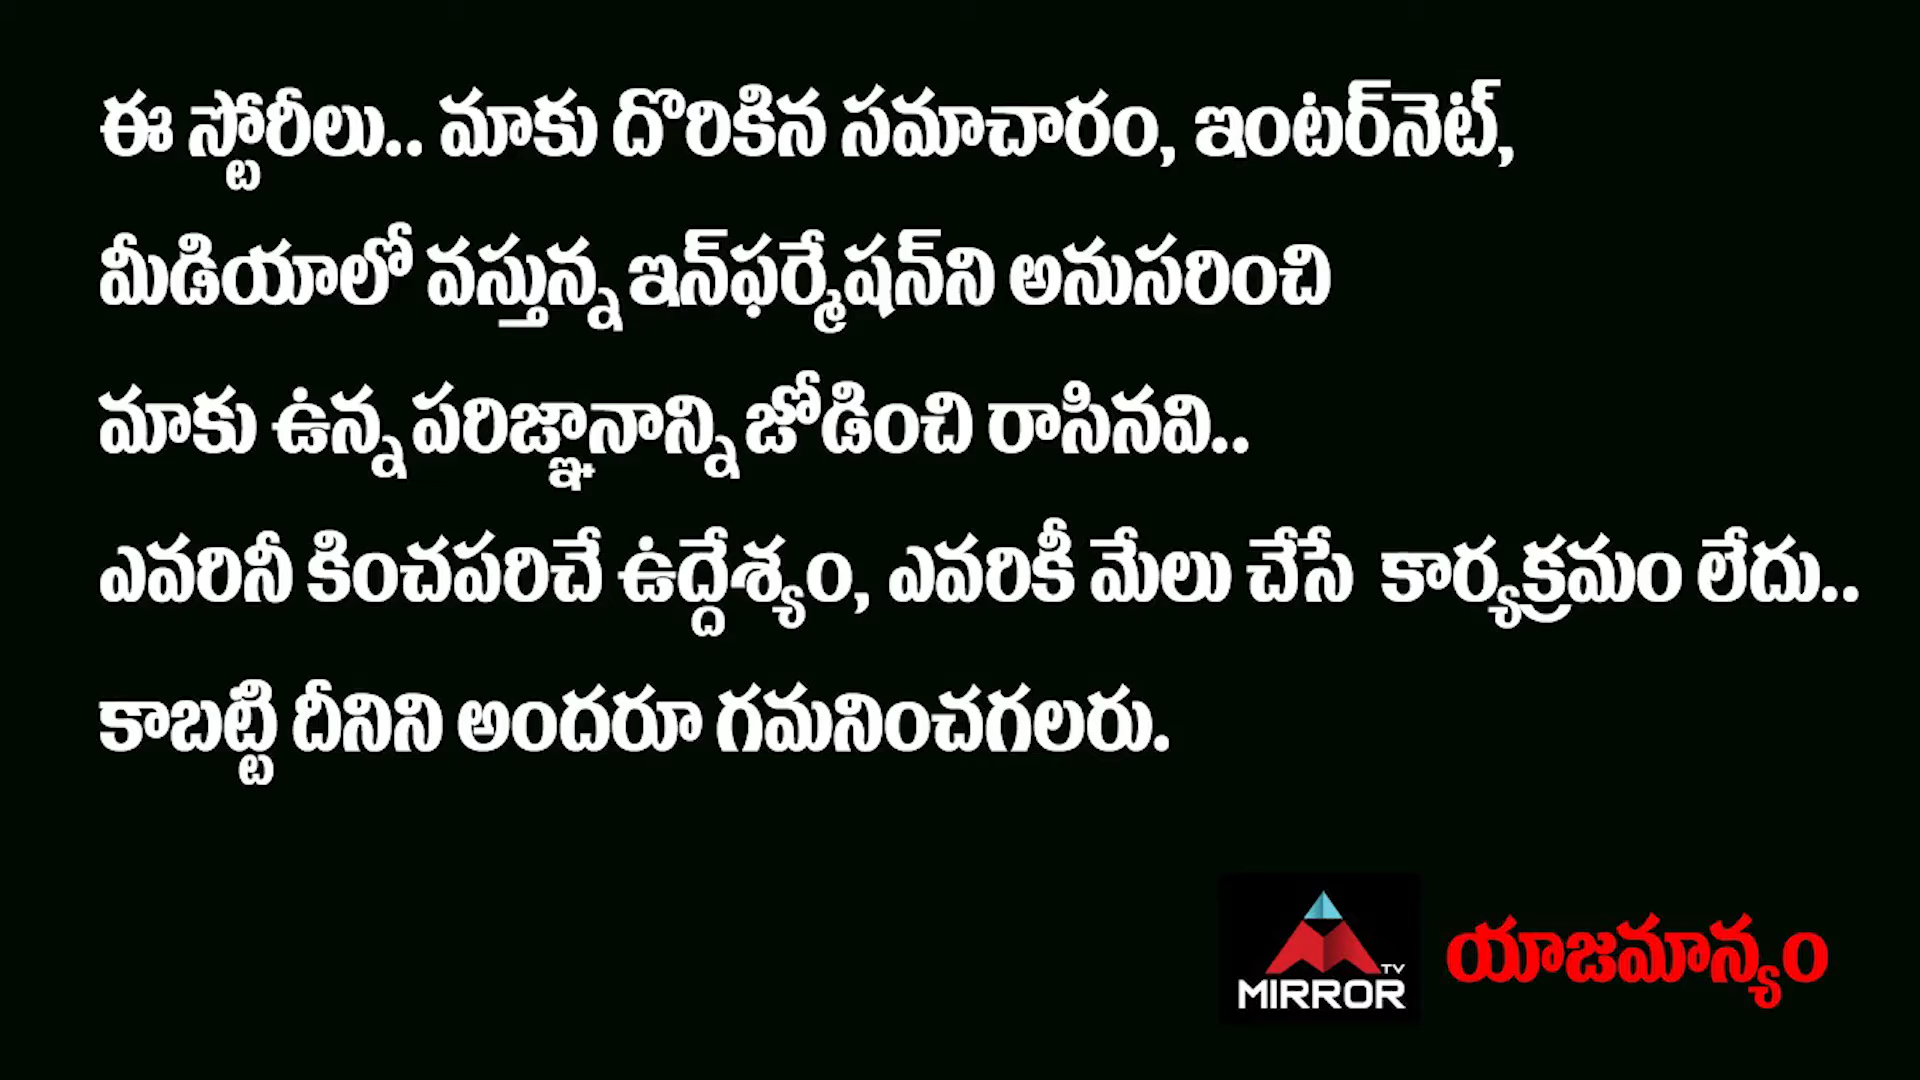 ఈ స్టోరీలు.. మాకు దొరికిన సమాచారం, ఇంటర్‌నెట్,
మీడియాలో వస్తున్న ఇన్‌ఫర్మేషన్‌ని అనుసరించి
మాకు ఉన్న పరిజ్ఞానాన్ని జోడించి రాసినవి..
ఎవరినీ కించపరిచే ఉద్దేశ్యం, ఎవరికీ మేలు చేసే కార్యక్రమం లేదు..
కాబట్టి దీనిని అందరూ గమనించగలరు.
TV
MIRROR
యాజమాన్యం